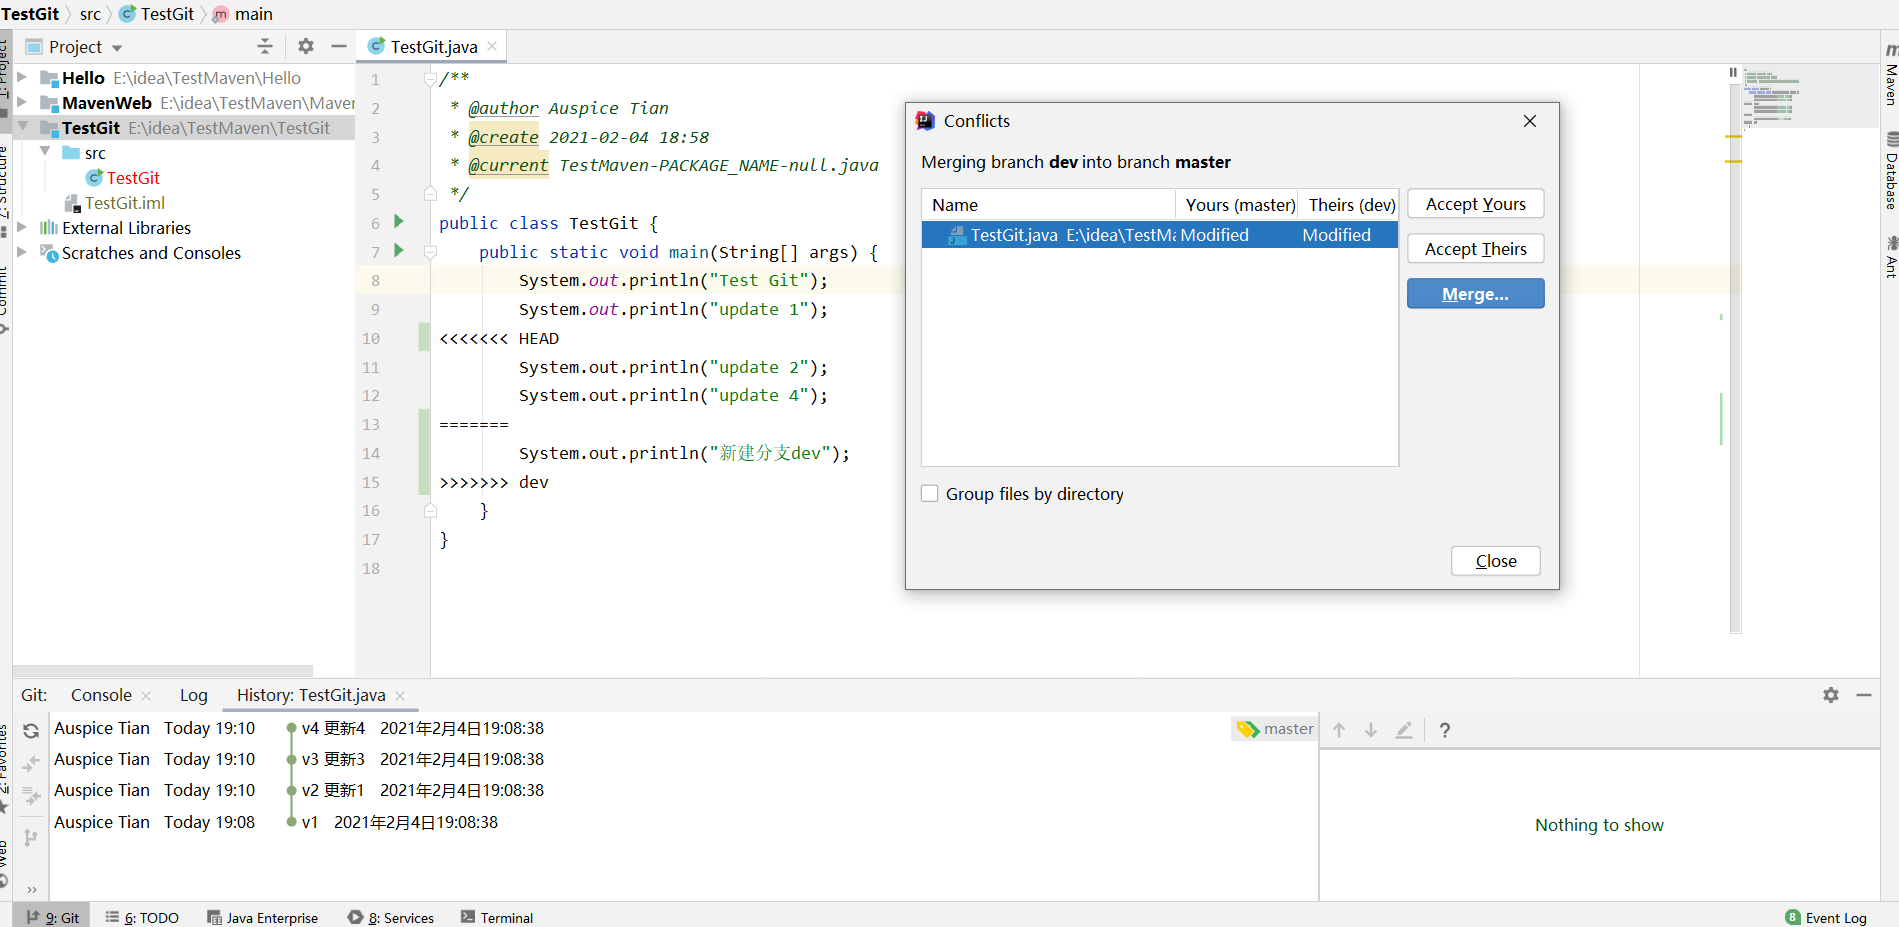 TestGit src TestGit main
1: Project
Project
Hello E:\idea\TestMaven\Hello
MavenWeb E:\idea\TestMaven\Maven
TestGit E:\idea\TestMaven\TestGit
src
TestGit
TestGit.iml
External Libraries
Scratches and Consoles
7: Structure
Commit
2: Favorites
Web
TestGit.java
1 /**
2 * @author Auspice Tian
3 * @create 2021-02-04 18:58
4 * @current TestMaven-PACKAGE_NAME-null.java
5 */
6 public class TestGit {
7 public static void main(String[] args) {
8 System.out.println("Test Git");
9 System.out.println("update 1");
10 <<<<<<< HEAD
11 System.out.println("update 2");
12 System.out.println("update 4");
13 =======
14 System.out.println("新建分支dev");
15 >>>>>>> dev
16 }
17 }
18
Conflicts
Merging branch dev into branch master
Name Yours (master) Theirs (dev)
TestGit.java E:\idea\TestMa Modified Modified
Accept Yours
Accept Theirs
Merge...
Group files by directory
Close
Maven
Database
Ant
Git: Console Log History: TestGit.java
Auspice Tian Today 19:10 v4 更新4 2021年2月4日19:08:38 master
Auspice Tian Today 19:10 v3 更新3 2021年2月4日19:08:38
Auspice Tian Today 19:10 v2 更新1 2021年2月4日19:08:38
Auspice Tian Today 19:08 v1 2021年2月4日19:08:38
?
Nothing to show
9: Git 6: TODO Java Enterprise 8: Services Terminal 8 Event Log